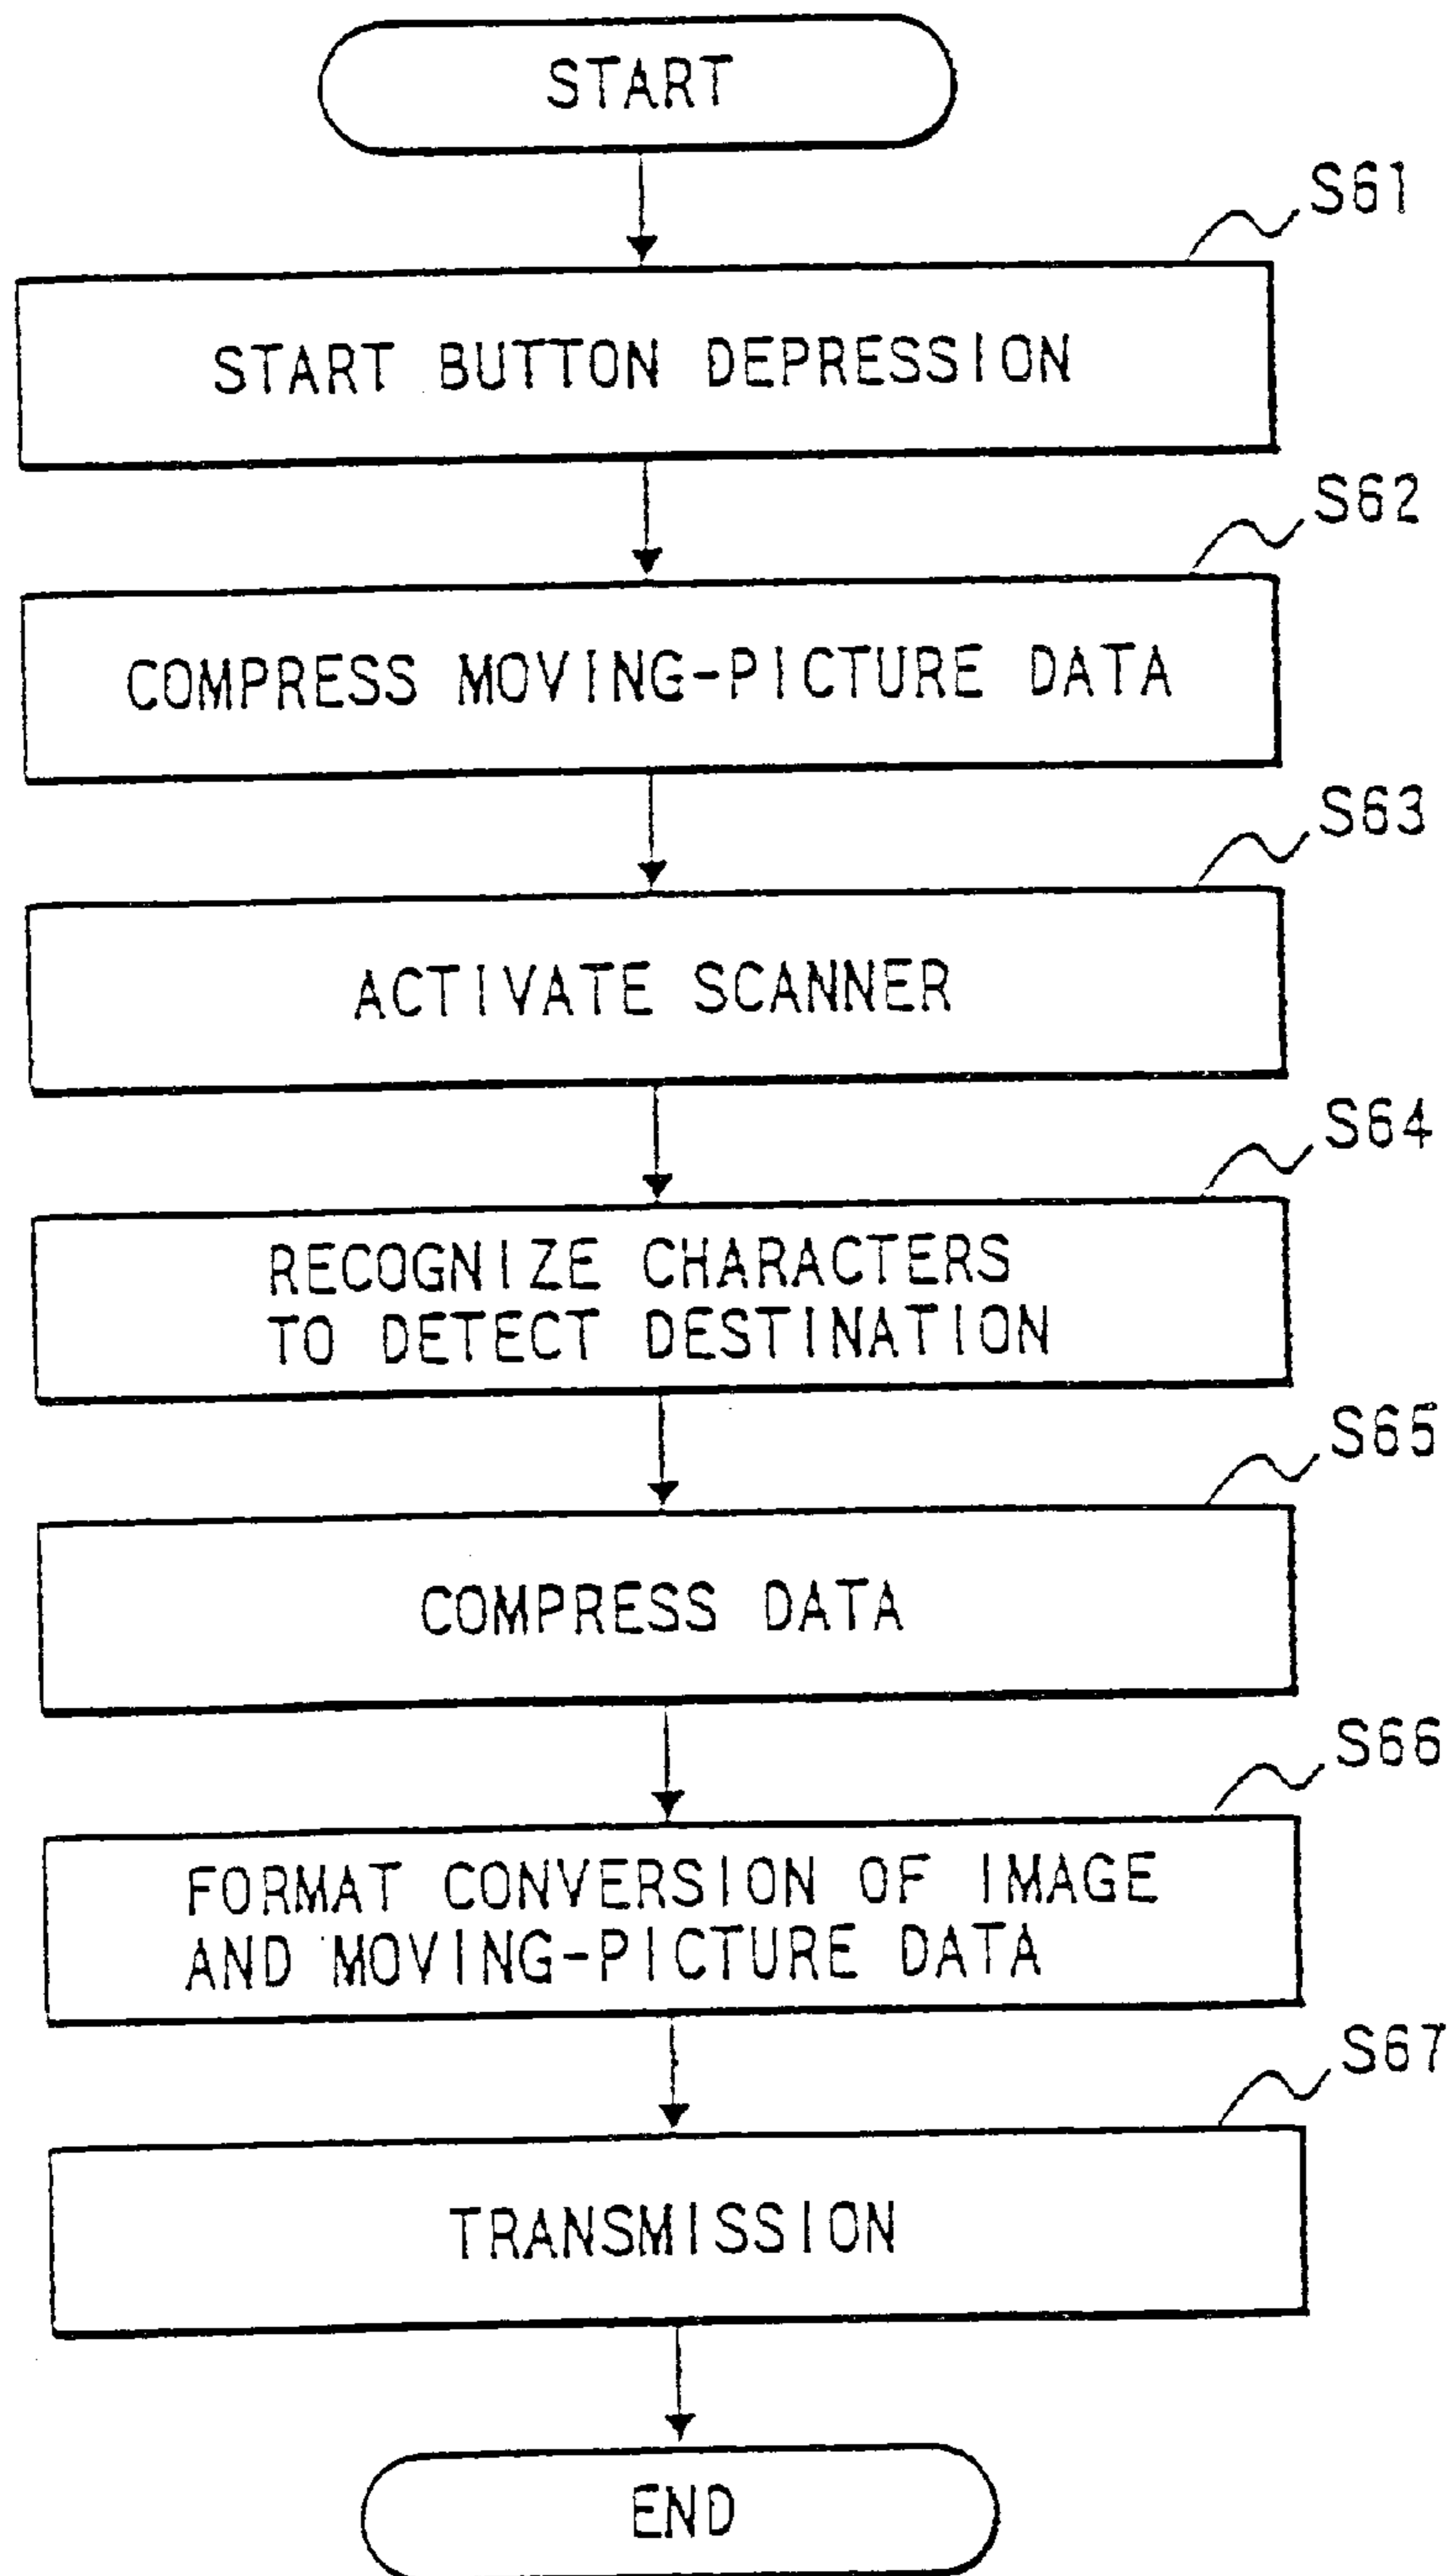 START
S61
START BUTTON DEPRESSION
S62
COMPRESS MOVING-PICTURE DATA
S63
ACTIVATE SCANNER
S64
RECOGNIZE CHARACTERS
TO DETECT DESTINATION
S65
COMPRESS DATA
S66
FORMAT CONVERSION OF IMAGE
AND MOVING-PICTURE DATA
S67
TRANSMISSION
END